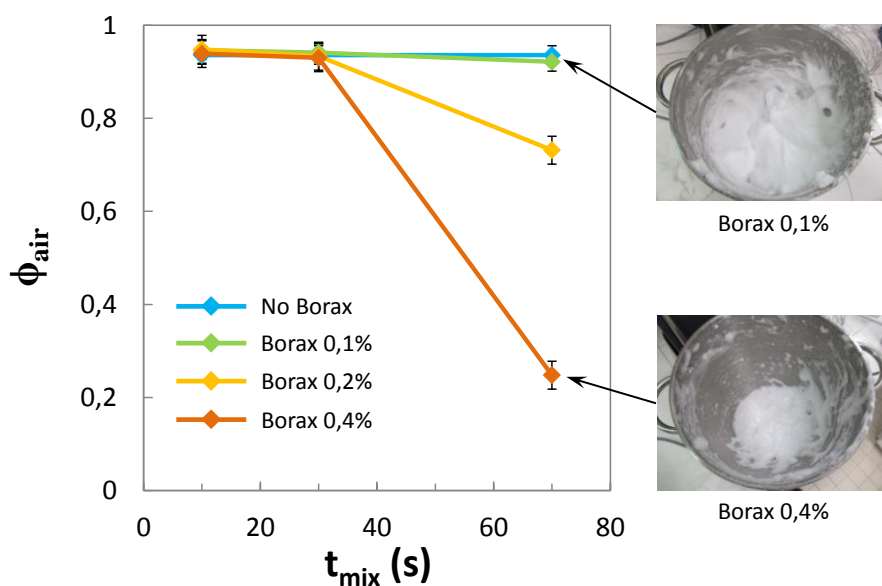 1
0,8
0,6
0,4
0,2
0
ϕair
No Borax
Borax 0,1%
Borax 0,2%
Borax 0,4%
0
20
40
60
80
tmix (s)
Borax 0,1%
Borax 0,4%